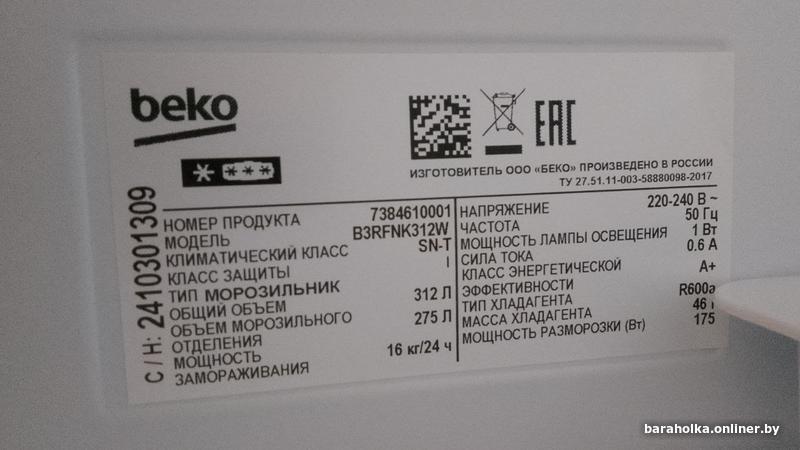 beko
EAC
ИЗГОТОВИТЕЛЬ ООО «БЕКО» ПРОИЗВЕДЕНО В РОССИИ
ТУ 27.51.11-003-58880098-2017
С / Н: 2410301309
НОМЕР ПРОДУКТА 7384610001
МОДЕЛЬ B3RFNK312W
КЛИМАТИЧЕСКИЙ КЛАСС SN-T
КЛАСС ЗАЩИТЫ I
ТИП МОРОЗИЛЬНИК
ОБЩИЙ ОБЪЕМ 312 Л
ОБЪЕМ МОРОЗИЛЬНОГО 275 Л
ОТДЕЛЕНИЯ
МОЩНОСТЬ 16 кг/24 ч
ЗАМОРАЖИВАНИЯ
НАПРЯЖЕНИЕ 220-240 В ~
ЧАСТОТА 50 Гц
МОЩНОСТЬ ЛАМПЫ ОСВЕЩЕНИЯ 1 Вт
СИЛА ТОКА 0.6 А
КЛАСС ЭНЕРГЕТИЧЕСКОЙ A+
ЭФФЕКТИВНОСТИ
ТИП ХЛАДАГЕНТА R600a
МАССА ХЛАДАГЕНТА 46 г
МОЩНОСТЬ РАЗМОРОЗКИ (Вт) 175
baraholka.onliner.by